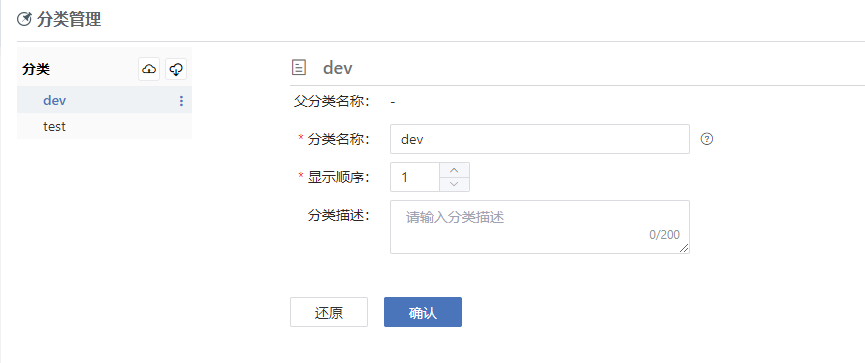 分类管理
分类
dev
test
dev
父分类名称： -
* 分类名称： dev
* 显示顺序： 1
分类描述： 请输入分类描述
0/200
还原 确认